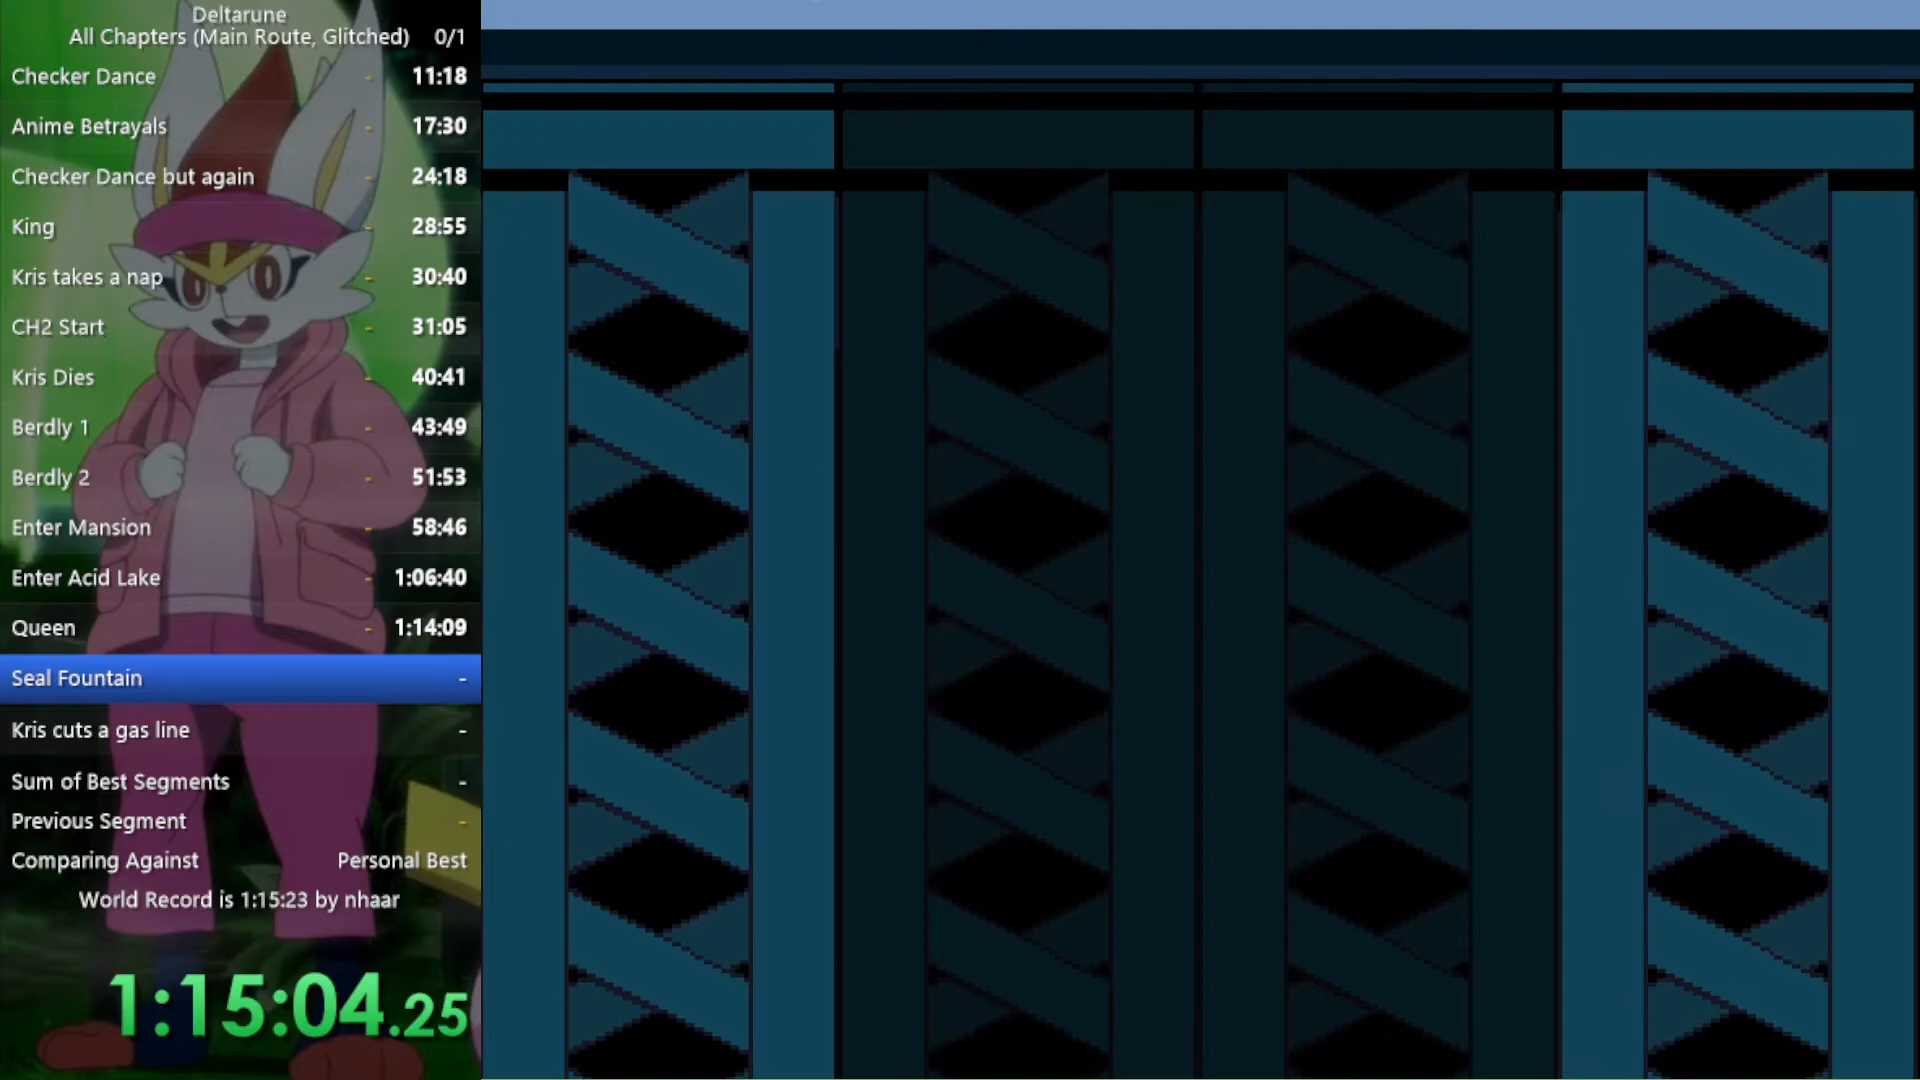 Deltarune
All Chapters (Main Route, Glitched) 0/1
Checker Dance - 11:18
Anime Betrayals - 17:30
Checker Dance but again - 24:18
King - 28:55
Kris takes a nap - 30:40
CH2 Start - 31:05
Kris Dies - 40:41
Berdly 1 - 43:49
Berdly 2 - 51:53
Enter Mansion - 58:46
Enter Acid Lake - 1:06:40
Queen - 1:14:09
Seal Fountain -
Kris cuts a gas line -
Sum of Best Segments -
Previous Segment -
Comparing Against Personal Best
World Record is 1:15:23 by nhaar
1:15:04.25